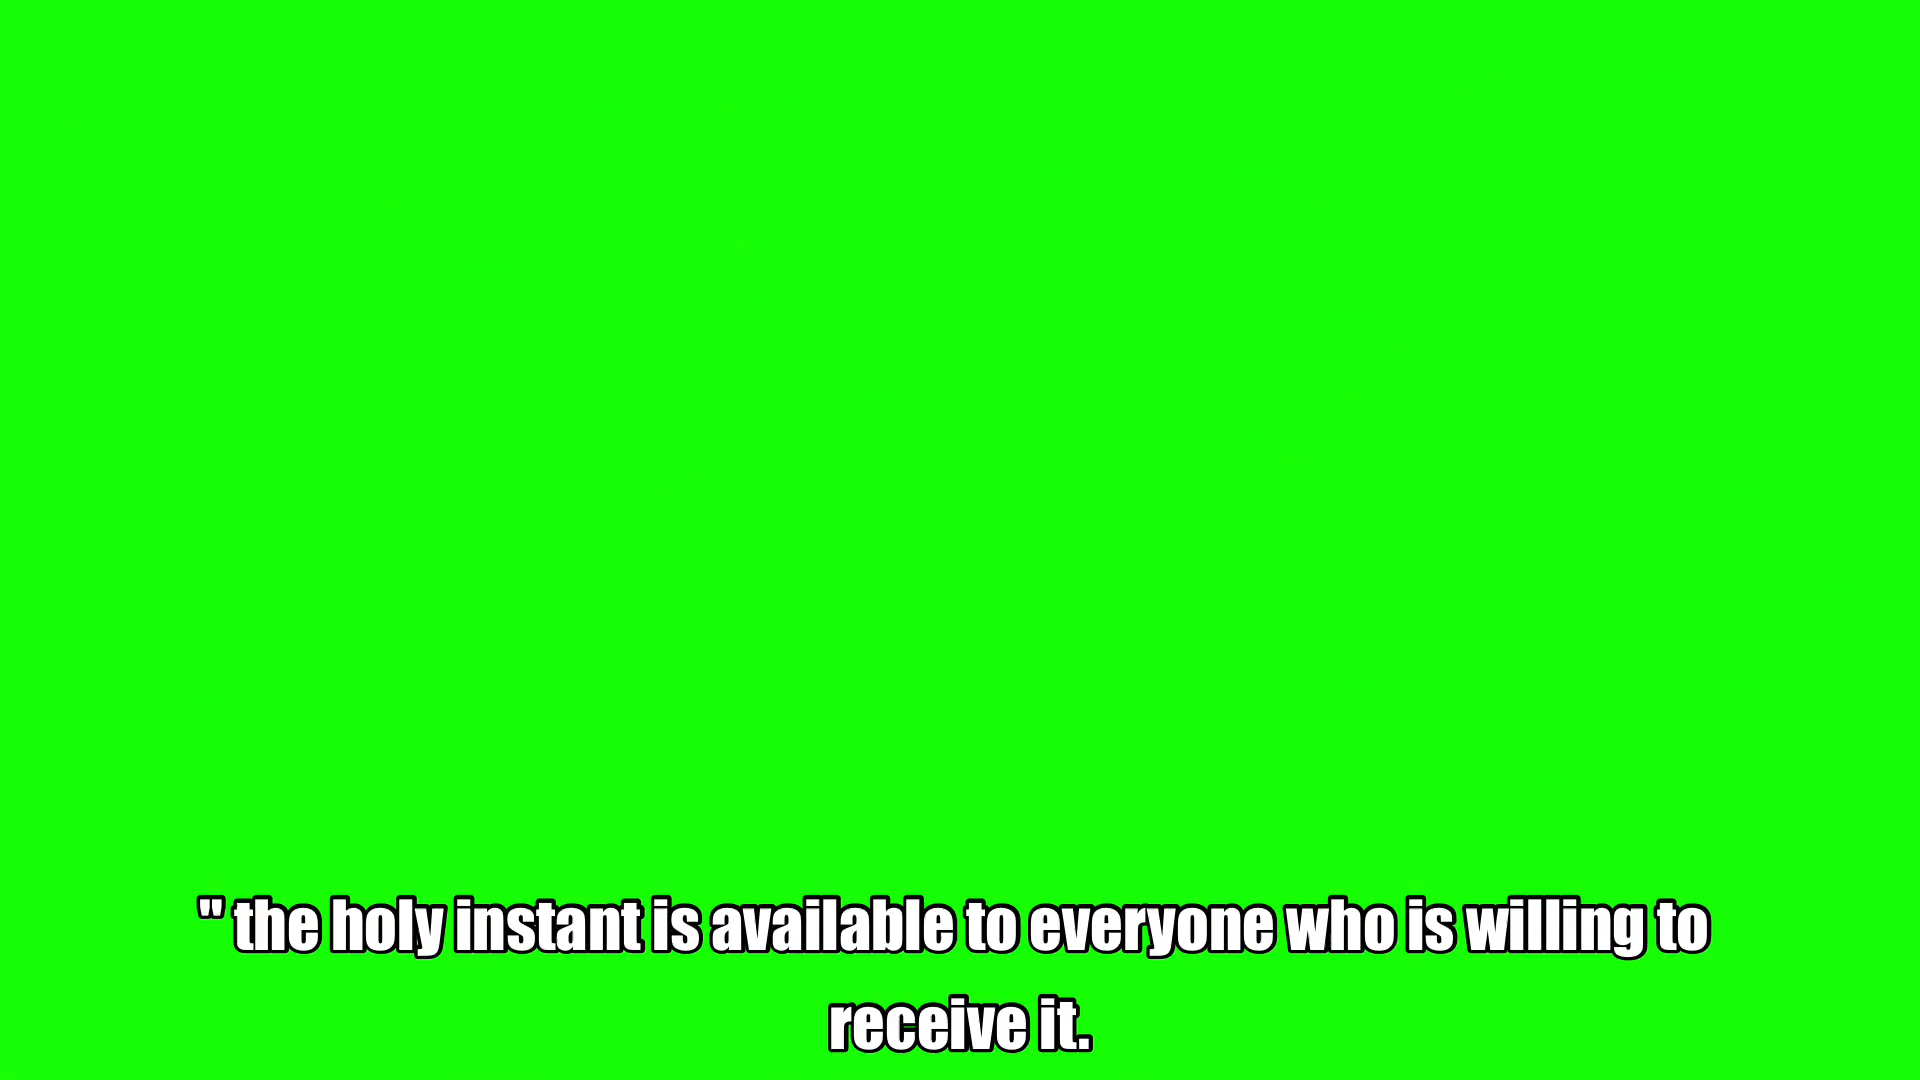 " the holy instant is available to everyone who is willing to
receive it.